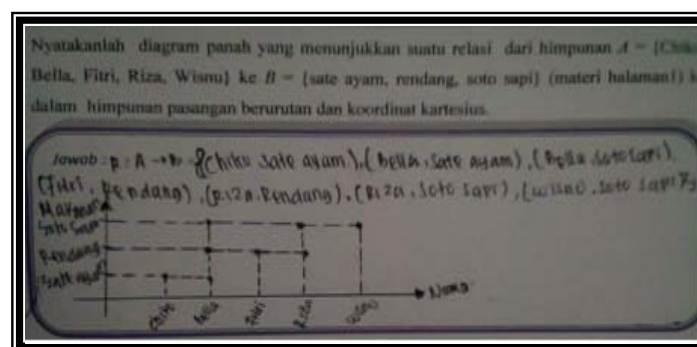 Nyatakanlah diagram panah yang menunjukkan suatu relasi dari himpunan A = {Chiko
Bella, Fitri, Riza, Wisnu} ke B = {sate ayam, rendang, soto sapi} (materi halaman1)
dalam himpunan pasangan berurutan dan koordinat kartesius.
Jawab : R : A → B {(Chiko sate ayam), (Bella, sate ayam), (Bella, soto sapi),
(Fitri, Rendang), (Riza, Rendang), (Riza, soto sapi), (wisnu, soto sapi)}
Makanan
Soto sapi
Rendang
Sate ayam
Nama
Chiko Bella Fitri Riza Wisnu